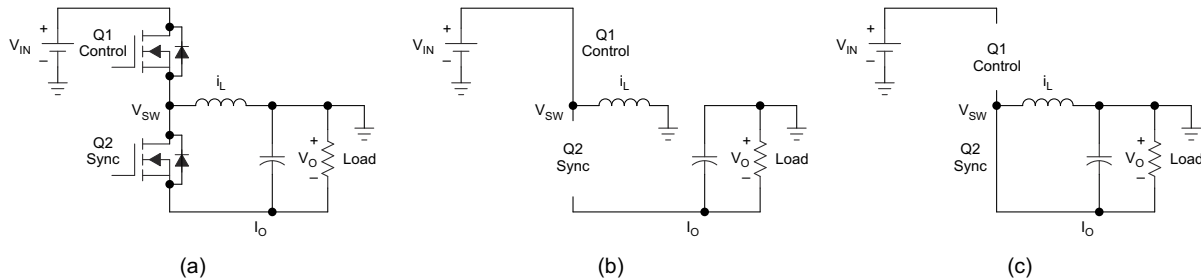 +
V_IN
−
Q1
Control
i_L
V_SW
Q2
Sync
+
V_O
−
Load
I_O
(a)
+
V_IN
−
Q1
Control
i_L
V_SW
Q2
Sync
+
V_O
−
Load
I_O
(b)
+
V_IN
−
Q1
Control
i_L
V_SW
Q2
Sync
+
V_O
−
Load
I_O
(c)